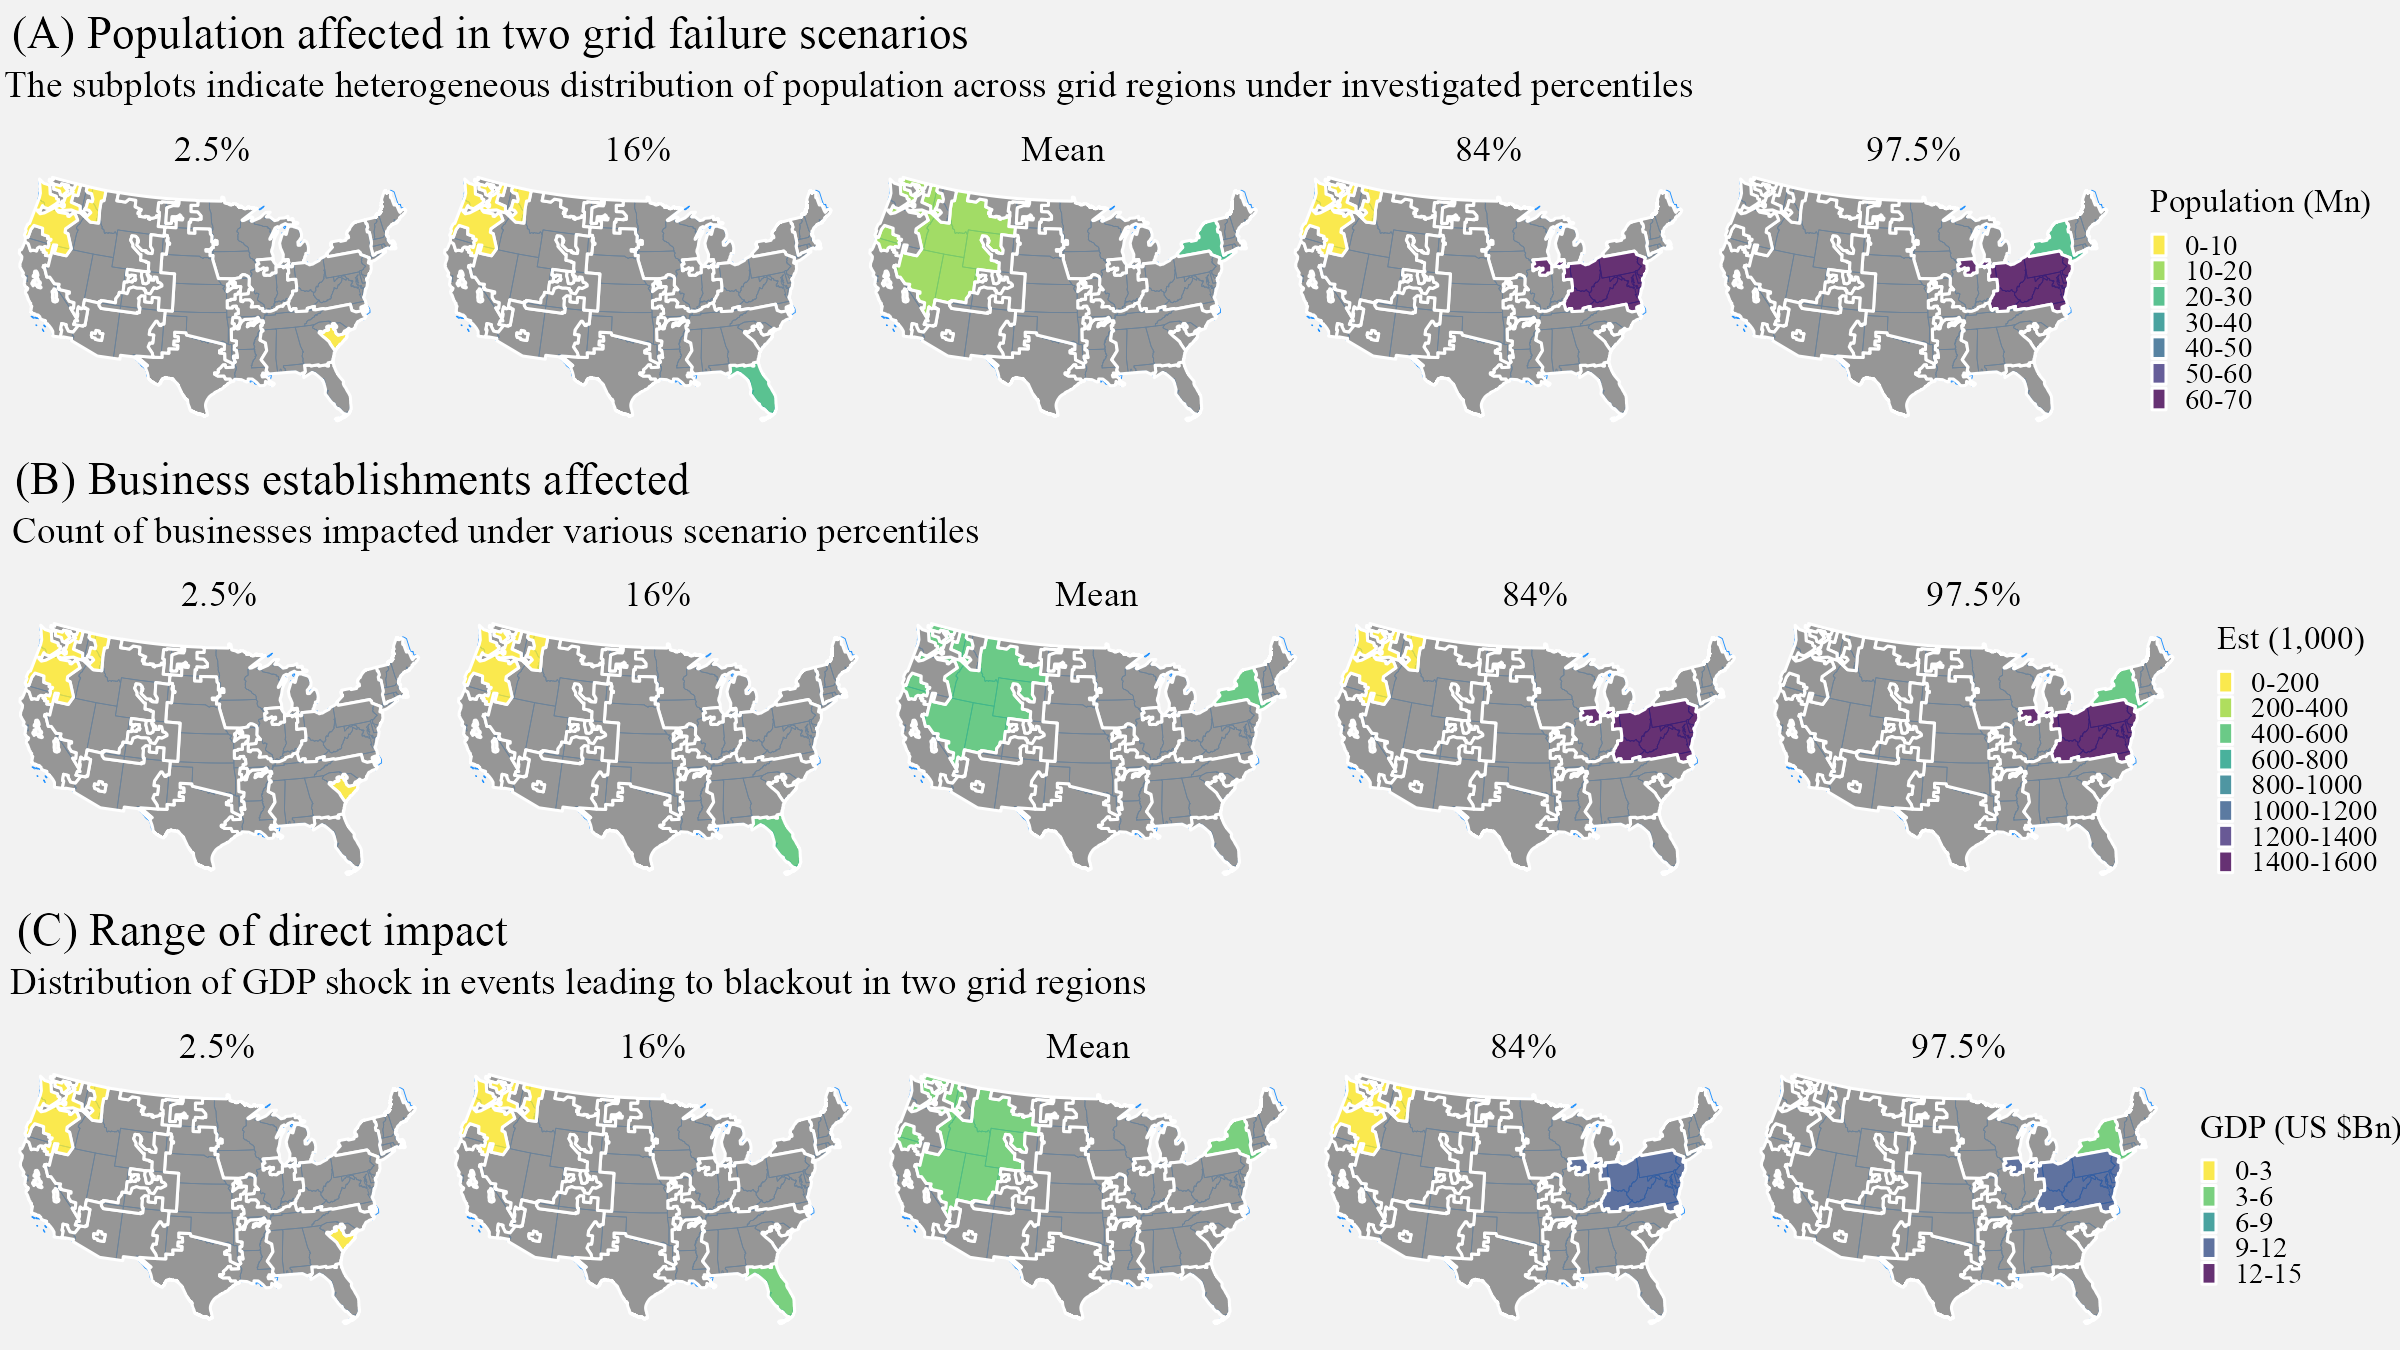 (A) Population affected in two grid failure scenarios
The subplots indicate heterogeneous distribution of population across grid regions under investigated percentiles
2.5%
16%
Mean
84%
97.5%
Population (Mn)
0-10
10-20
20-30
30-40
40-50
50-60
60-70
(B) Business establishments affected
Count of businesses impacted under various scenario percentiles
2.5%
16%
Mean
84%
97.5%
Est (1,000)
0-200
200-400
400-600
600-800
800-1000
1000-1200
1200-1400
1400-1600
(C) Range of direct impact
Distribution of GDP shock in events leading to blackout in two grid regions
2.5%
16%
Mean
84%
97.5%
GDP (US $Bn)
0-3
3-6
6-9
9-12
12-15